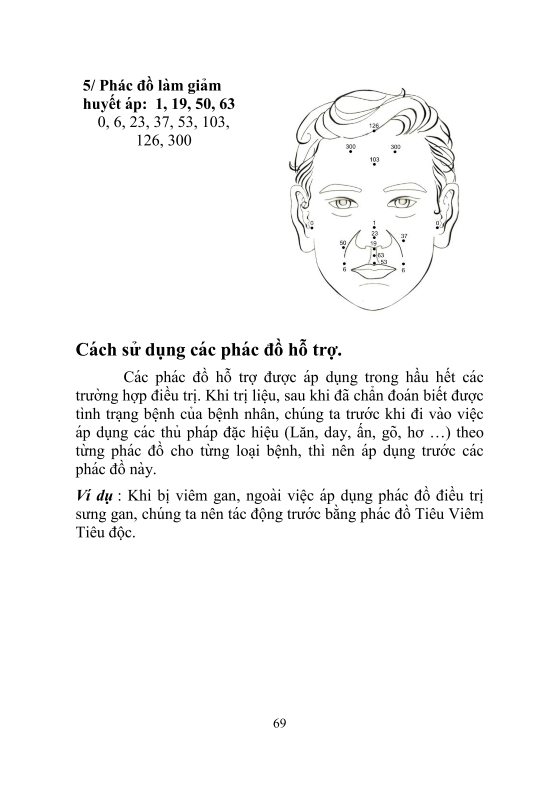 5/ Phác đồ làm giảm
huyết áp:  1, 19, 50, 63
0, 6, 23, 37, 53, 103,
126, 300
126
300
300
103
0
0
1
23
37
50
19
63
53
6
6
Cách sử dụng các phác đồ hỗ trợ.
Các phác đồ hỗ trợ được áp dụng trong hầu hết các
trường hợp điều trị. Khi trị liệu, sau khi đã chẩn đoán biết được
tình trạng bệnh của bệnh nhân, chúng ta trước khi đi vào việc
áp dụng các thủ pháp đặc hiệu (Lăn, day, ấn, gõ, hơ …) theo
từng phác đồ cho từng loại bệnh, thì nên áp dụng trước các
phác đồ này.
Ví dụ : Khi bị viêm gan, ngoài việc áp dụng phác đồ điều trị
sưng gan, chúng ta nên tác động trước bằng phác đồ Tiêu Viêm
Tiêu độc.
69